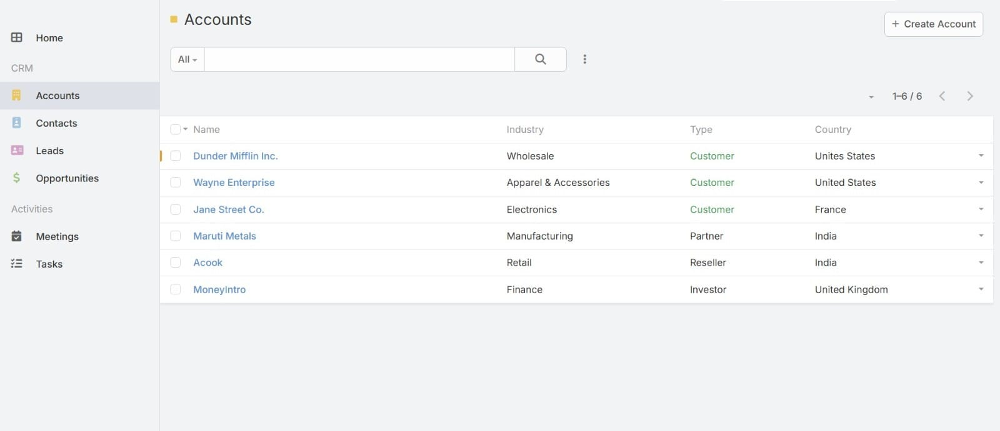 Home
CRM
Accounts
Contacts
Leads
Opportunities
Activities
Meetings
Tasks
Accounts
+ Create Account
All
1–6 / 6
Name Industry Type Country
Dunder Mifflin Inc. Wholesale Customer Unites States
Wayne Enterprise Apparel & Accessories Customer United States
Jane Street Co. Electronics Customer France
Maruti Metals Manufacturing Partner India
Acook Retail Reseller India
MoneyIntro Finance Investor United Kingdom